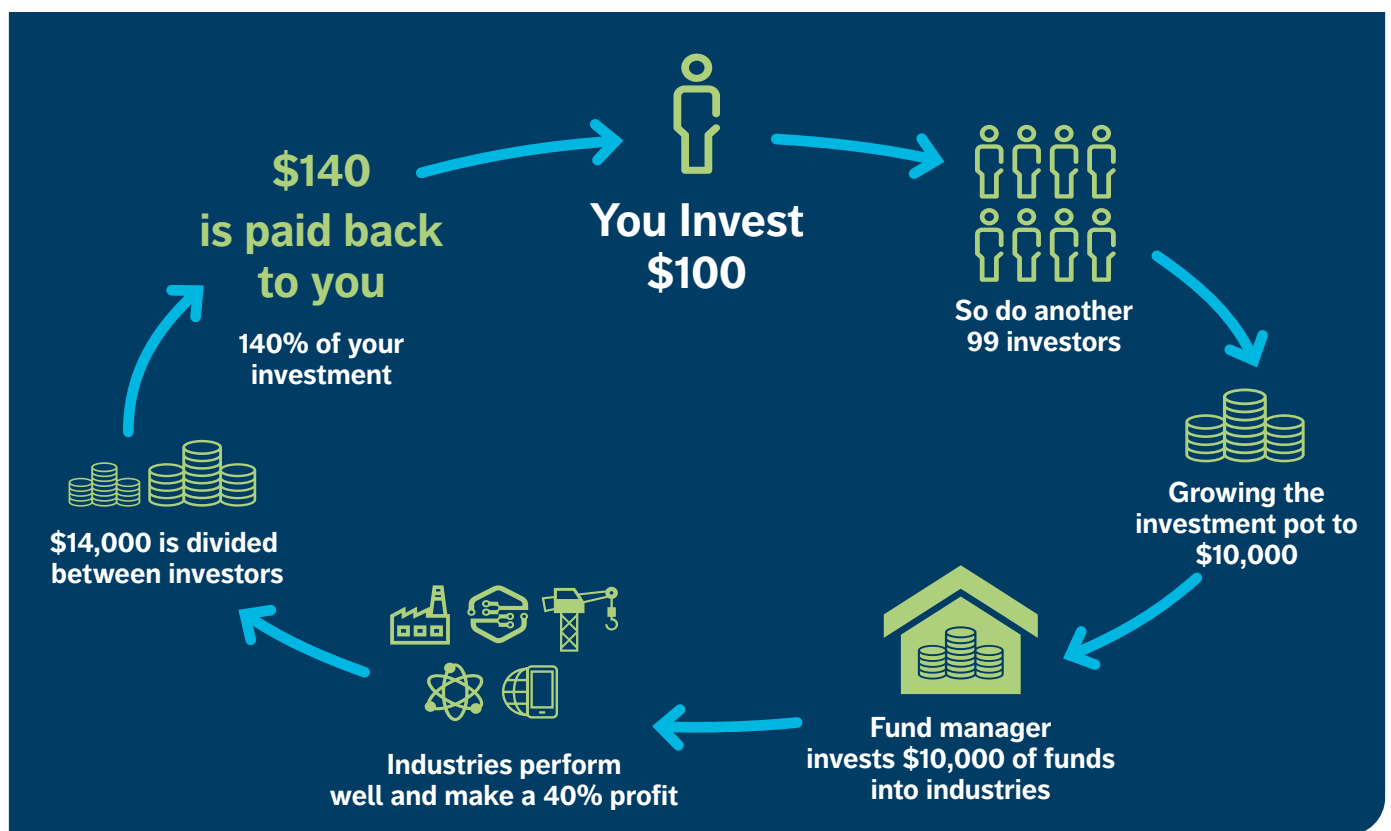 You Invest
$100
So do another
99 investors
Growing the
investment pot to
$10,000
Fund manager
invests $10,000 of funds
into industries
Industries perform
well and make a 40% profit
$14,000 is divided
between investors
$140
is paid back
to you
140% of your
investment